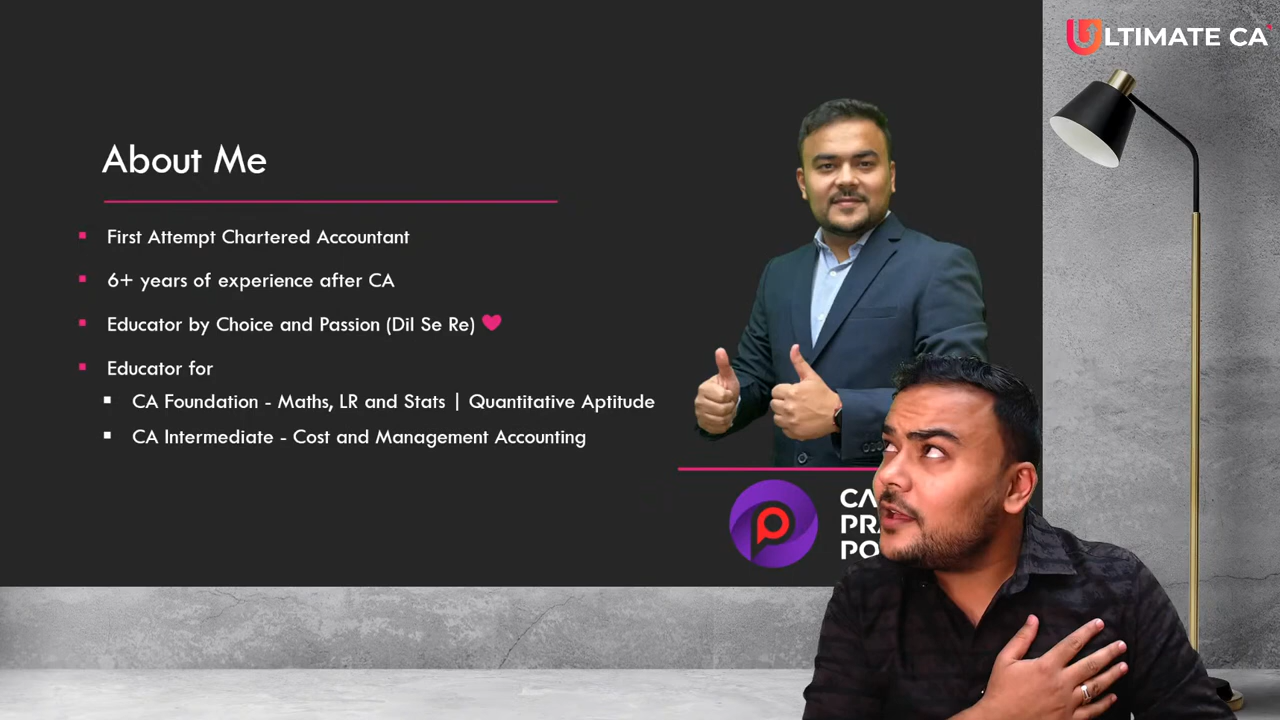 ULTIMATE CA
About Me
First Attempt Chartered Accountant
6+ years of experience after CA
Educator by Choice and Passion (Dil Se Re)
Educator for
CA Foundation - Maths, LR and Stats | Quantitative Aptitude
CA Intermediate - Cost and Management Accounting
CA